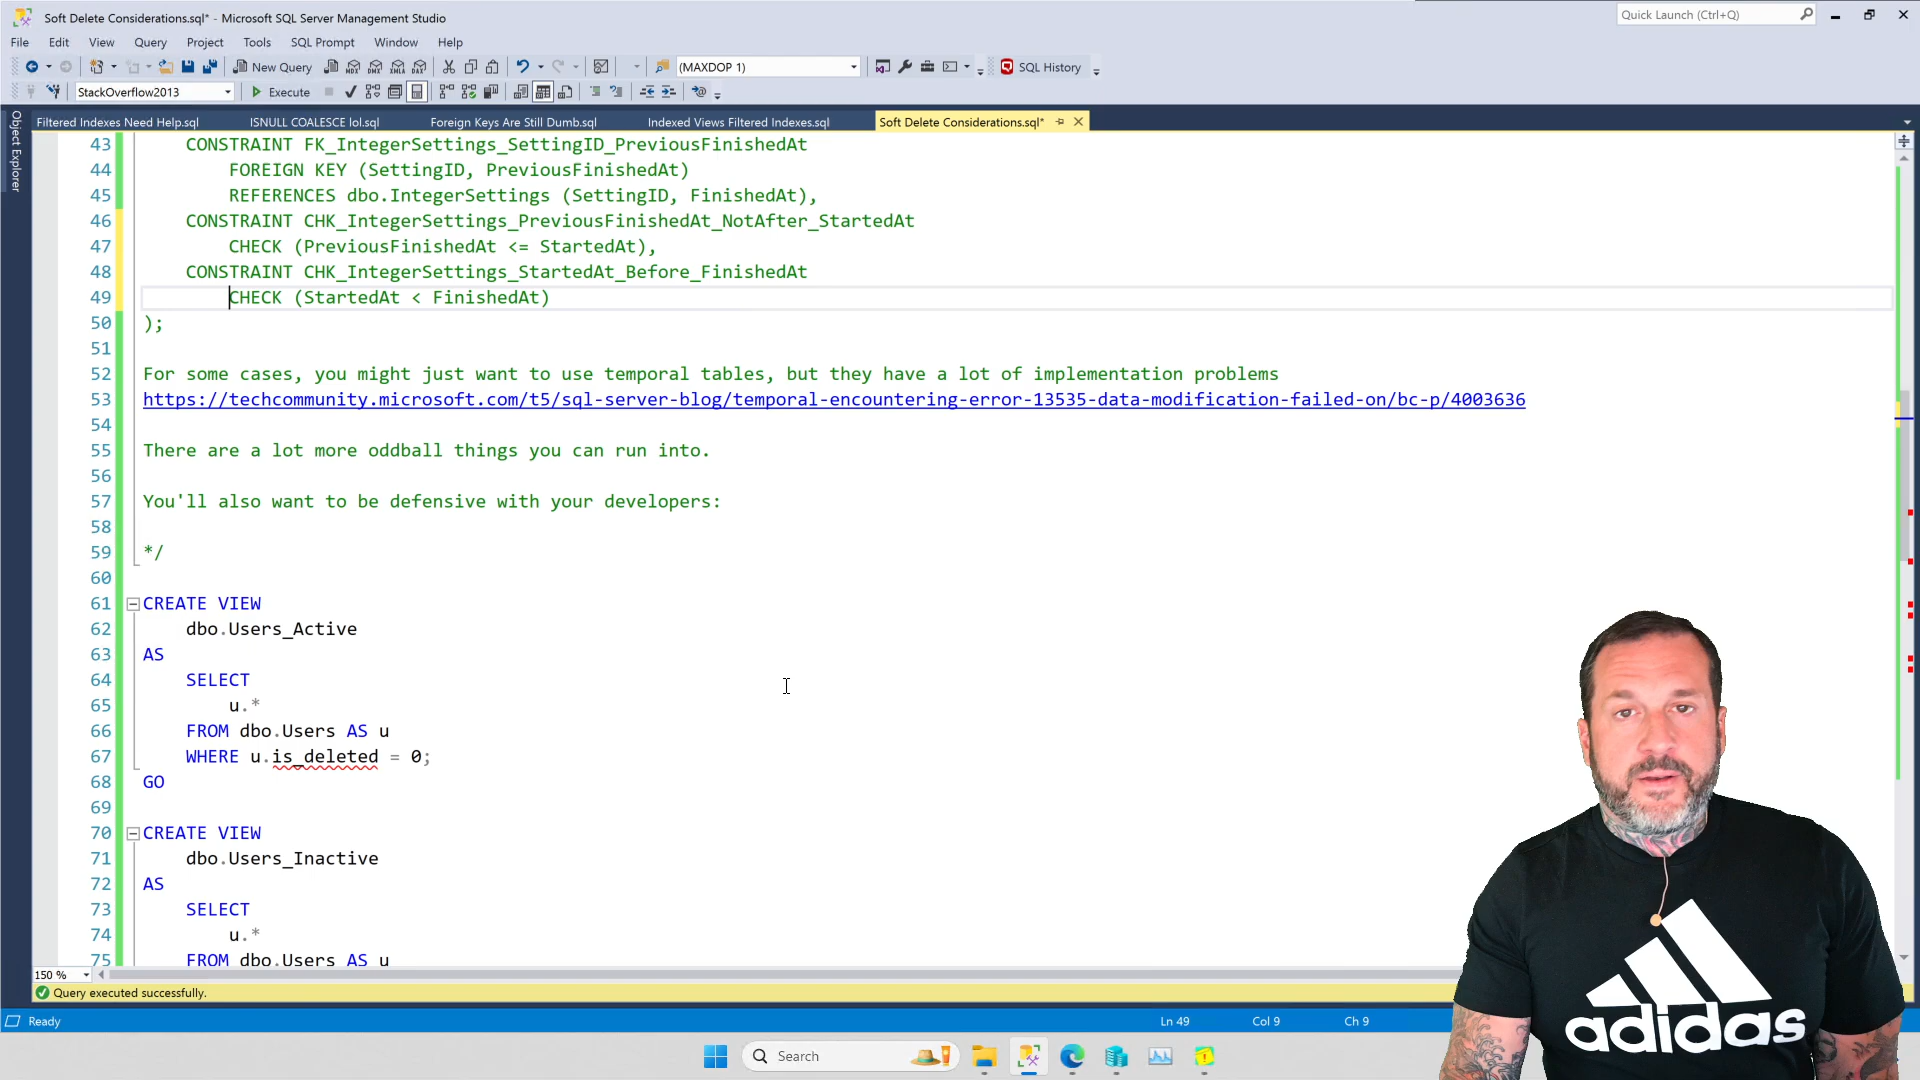 Soft Delete Considerations.sql* - Microsoft SQL Server Management Studio
Quick Launch (Ctrl+Q)
File Edit View Query Project Tools SQL Prompt Window Help
New Query
MDX DMX XMLA DAX
(MAXDOP 1)
SQL History
StackOverflow2013
Execute
Filtered Indexes Need Help.sql
ISNULL COALESCE lol.sql
Foreign Keys Are Still Dumb.sql
Indexed Views Filtered Indexes.sql
Soft Delete Considerations.sql*
Object Explorer
43 CONSTRAINT FK_IntegerSettings_SettingID_PreviousFinishedAt
44 FOREIGN KEY (SettingID, PreviousFinishedAt)
45 REFERENCES dbo.IntegerSettings (SettingID, FinishedAt),
46 CONSTRAINT CHK_IntegerSettings_PreviousFinishedAt_NotAfter_StartedAt
47 CHECK (PreviousFinishedAt <= StartedAt),
48 CONSTRAINT CHK_IntegerSettings_StartedAt_Before_FinishedAt
49 CHECK (StartedAt < FinishedAt)
50 );
51
52 For some cases, you might just want to use temporal tables, but they have a lot of implementation problems
53 https://techcommunity.microsoft.com/t5/sql-server-blog/temporal-encountering-error-13535-data-modification-failed-on/bc-p/4003636
54
55 There are a lot more oddball things you can run into.
56
57 You'll also want to be defensive with your developers:
58
59 */
60
61 CREATE VIEW
62 dbo.Users_Active
63 AS
64 SELECT
65 u.*
66 FROM dbo.Users AS u
67 WHERE u.is_deleted = 0;
68 GO
69
70 CREATE VIEW
71 dbo.Users_Inactive
72 AS
73 SELECT
74 u.*
75 FROM dbo.Users AS u
150 %
Query executed successfully.
Ready
Ln 49 Col 9 Ch 9
Search
adidas